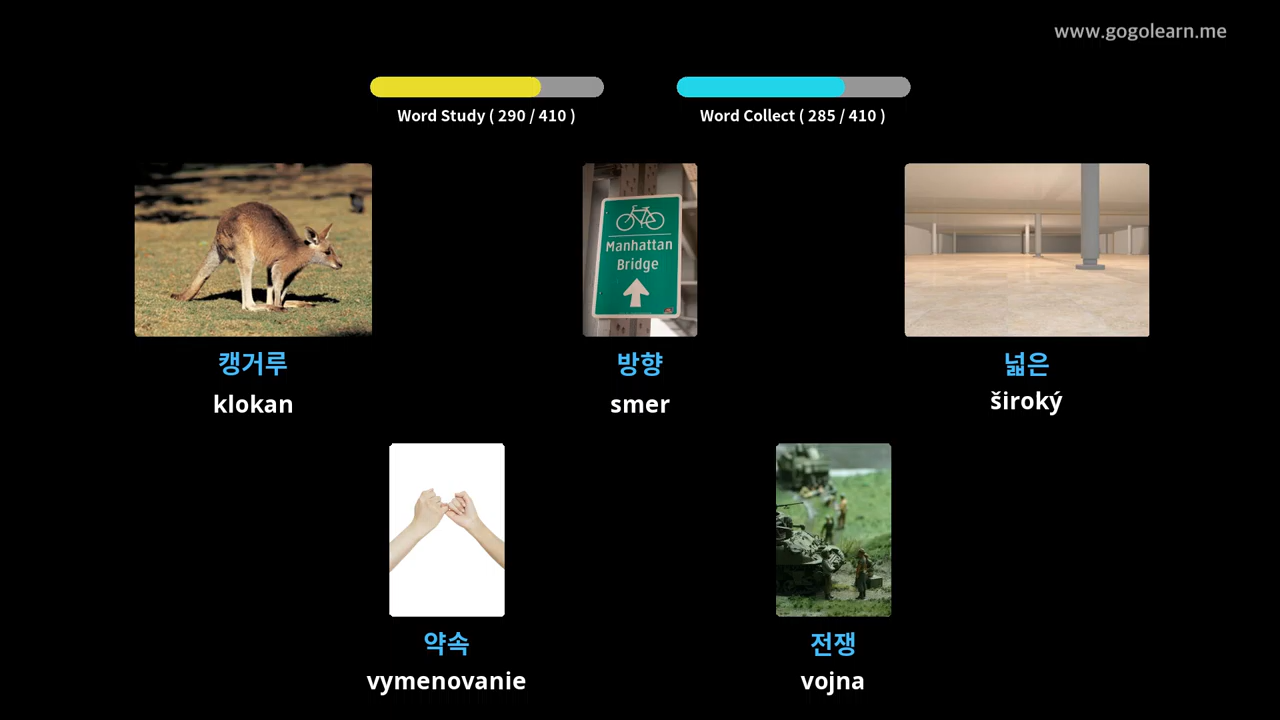 www.gogolearn.me
Word Study ( 290 / 410 )
Word Collect ( 285 / 410 )
Manhattan
Bridge
캥거루
방향
넓은
klokan
smer
široký
약속
전쟁
vymenovanie
vojna